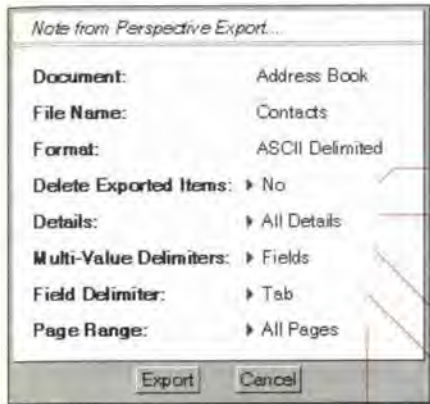 Note from Perspective Export...
Document: Address Book
File Name: Contacts
Format: ASCII Delimited
Delete Exported Items: ▸ No
Details: ▸ All Details
Multi-Value Delimiters: ▸ Fields
Field Delimiter: ▸ Tab
Page Range: ▸ All Pages
Export Cancel